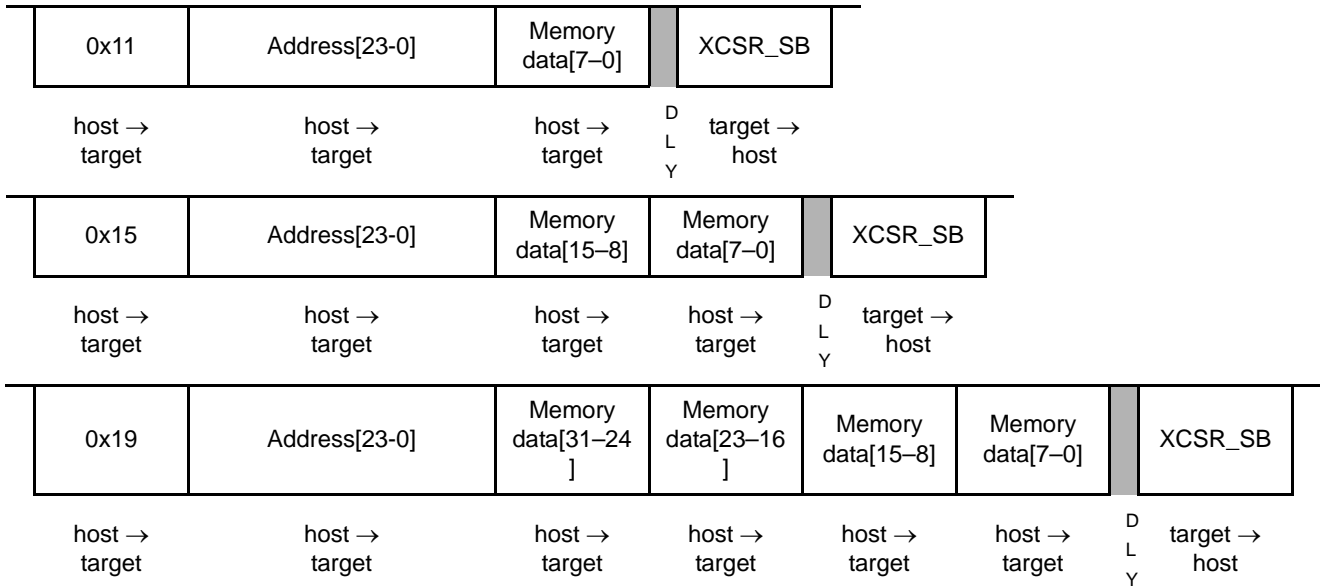 0x11 Address[23-0] Memory data[7–0] XCSR_SB
host → target host → target host → target D L Y target → host
0x15 Address[23-0] Memory data[15–8] Memory data[7–0] XCSR_SB
host → target host → target host → target host → target D L Y target → host
0x19 Address[23-0] Memory data[31–24 ] Memory data[23–16 ] Memory data[15–8] Memory data[7–0] XCSR_SB
host → target host → target host → target host → target host → target host → target D L Y target → host